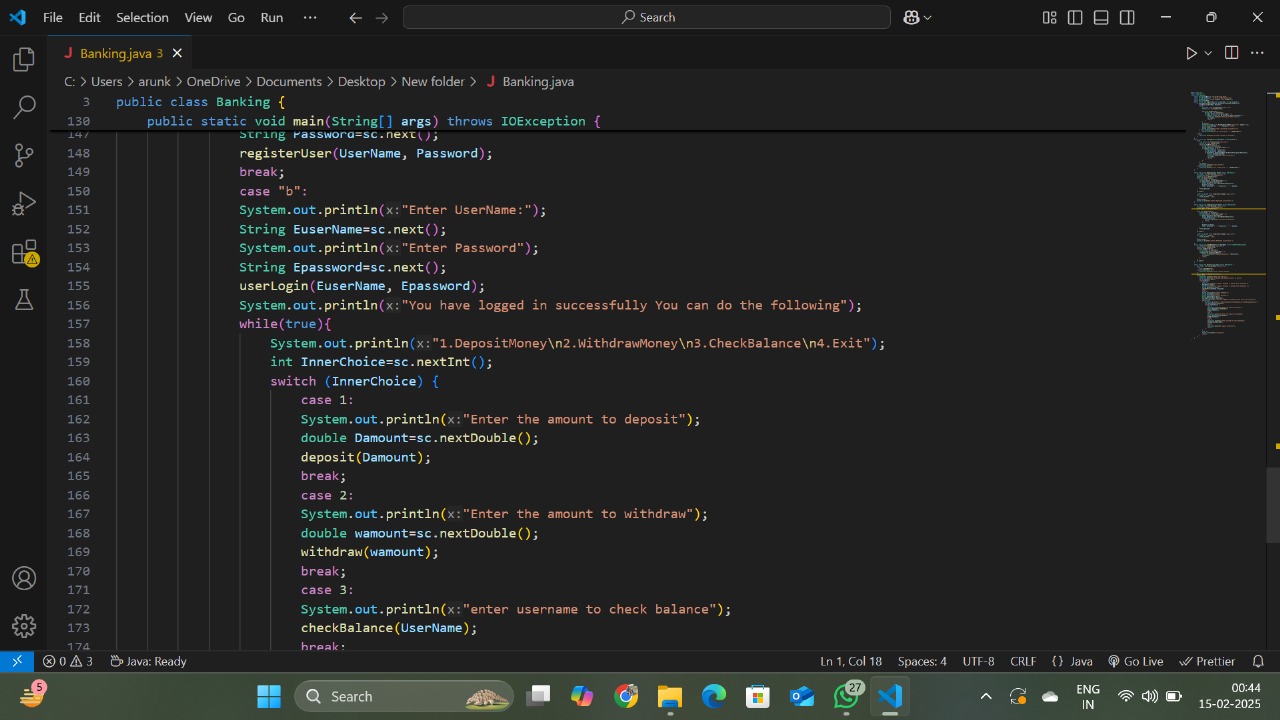 File Edit Selection View Go Run ··· Search
Banking.java 3
C: > Users > arunk > OneDrive > Documents > Desktop > New folder > J Banking.java
3 public class Banking {
130 public static void main(String[] args) throws IOException {
147 String Password=sc.next();
148 registerUser(UserName, Password);
149 break;
150 case "b":
151 System.out.println(x:"Enter UserName" );
152 String EuserName=sc.next();
153 System.out.println(x:"Enter Password");
154 String Epassword=sc.next();
155 userLogin(EuserName, Epassword);
156 System.out.println(x:"You have logged in successfully You can do the following");
157 while(true){
158 System.out.println(x:"1.DepositMoney\n2.WithdrawMoney\n3.CheckBalance\n4.Exit");
159 int InnerChoice=sc.nextInt();
160 switch (InnerChoice) {
161 case 1:
162 System.out.println(x:"Enter the amount to deposit");
163 double Damount=sc.nextDouble();
164 deposit(Damount);
165 break;
166 case 2:
167 System.out.println(x:"Enter the amount to withdraw");
168 double wamount=sc.nextDouble();
169 withdraw(wamount);
170 break;
171 case 3:
172 System.out.println(x:"enter username to check balance");
173 checkBalance(UserName);
174 break;
0 3 Java: Ready Ln 1, Col 18 Spaces: 4 UTF-8 CRLF {} Java Go Live Prettier
5 Search 27 ENG IN 00:44 15-02-2025